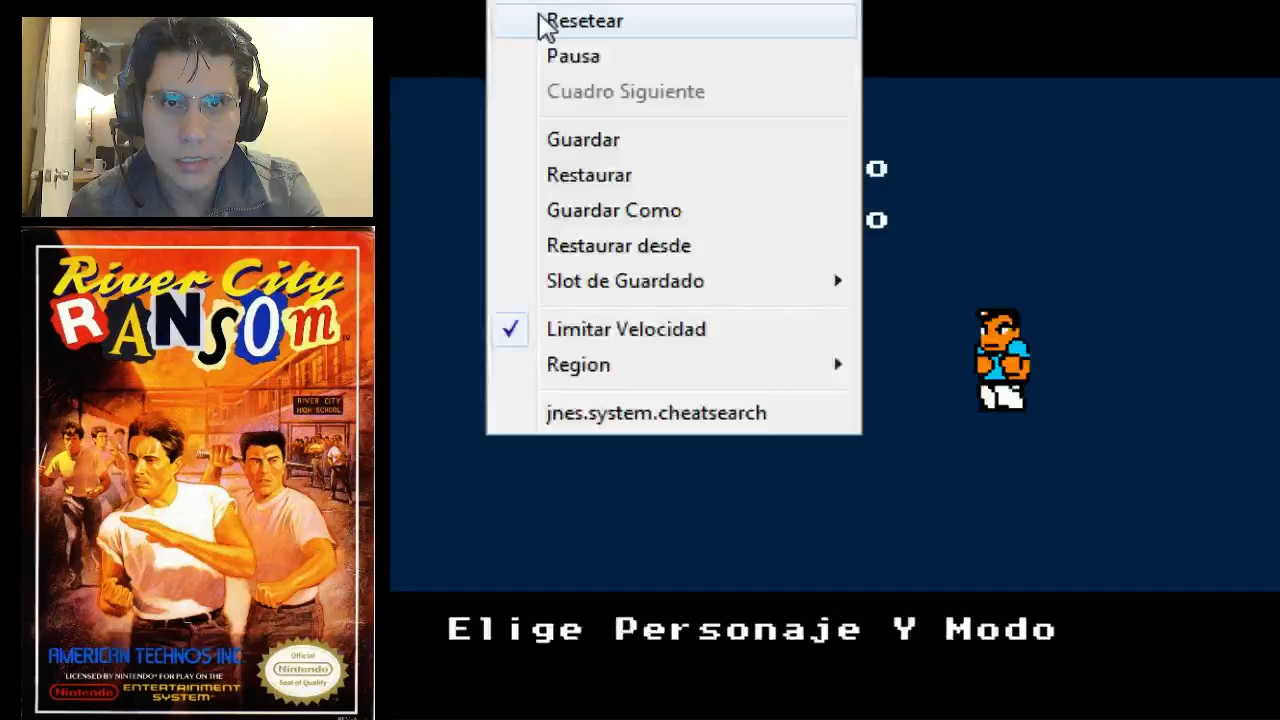 Resetear
Pausa
Cuadro Siguiente
Guardar
Restaurar
Guardar Como
Restaurar desde
Slot de Guardado
Limitar Velocidad
Region
jnes.system.cheatsearch
o
o
Elige Personaje Y Modo
River City
RANSOM
TM
RIVER CITY
HIGH SCHOOL
AMERICAN TECHNOS INC.
LICENSED BY NINTENDO® FOR PLAY ON THE
Nintendo
ENTERTAINMENT
SYSTEM®
Official
Nintendo
Seal of Quality